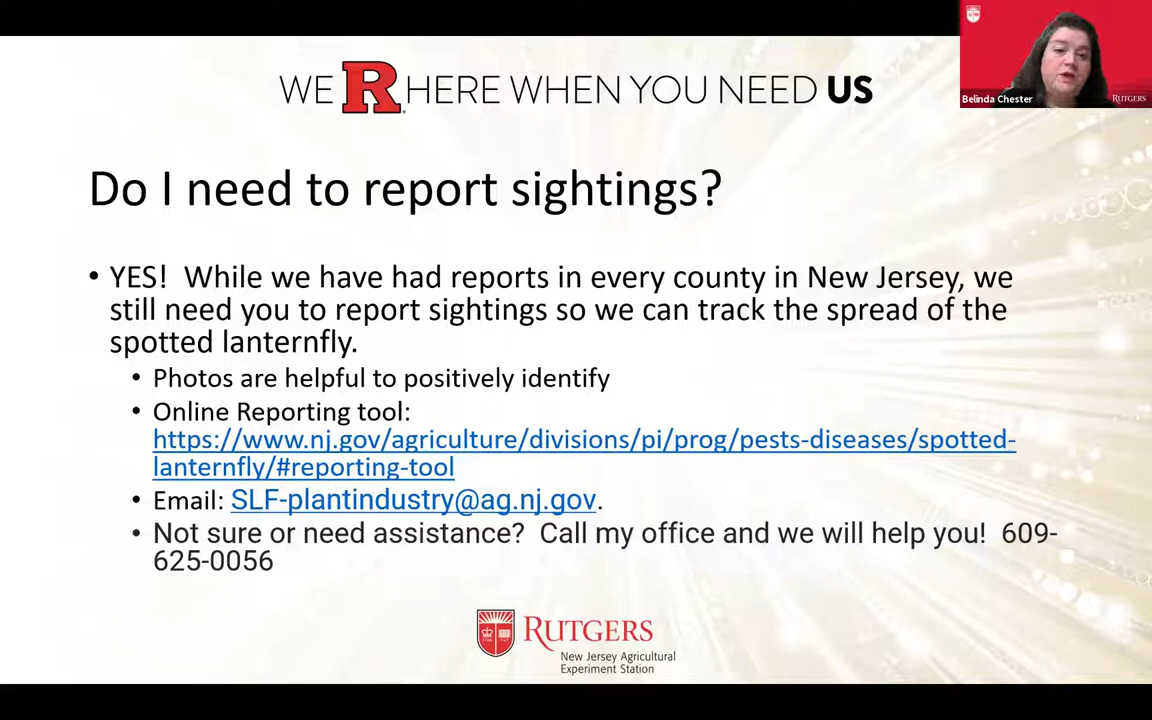 WE R HERE WHEN YOU NEED US
Belinda Chester
RUTGERS
Do I need to report sightings?
• YES!  While we have had reports in every county in New Jersey, we
still need you to report sightings so we can track the spread of the
spotted lanternfly.
• Photos are helpful to positively identify
• Online Reporting tool:
https://www.nj.gov/agriculture/divisions/pi/prog/pests-diseases/spotted-
lanternfly/#reporting-tool
• Email: SLF-plantindustry@ag.nj.gov.
• Not sure or need assistance?  Call my office and we will help you!  609-
625-0056
RUTGERS
New Jersey Agricultural
Experiment Station